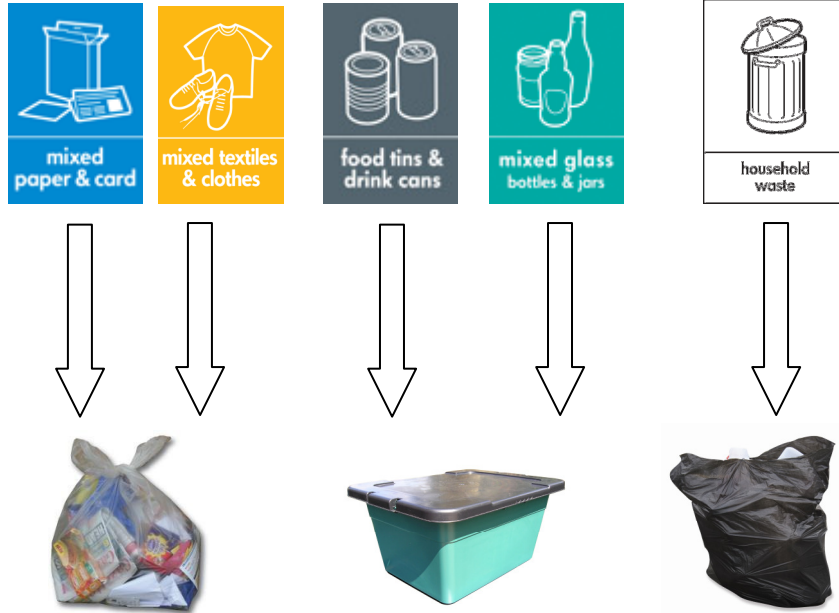 mixed
paper & card
mixed textiles
& clothes
food tins &
drink cans
mixed glass
bottles & jars
household
waste